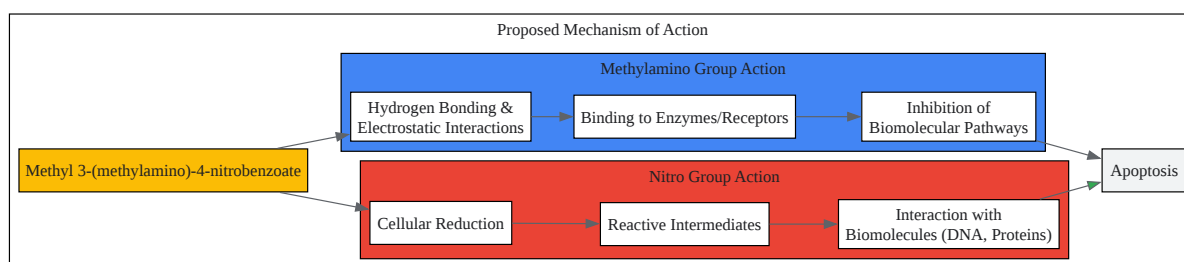 Proposed Mechanism of Action
Methylamino Group Action
Hydrogen Bonding &
Electrostatic Interactions
Binding to Enzymes/Receptors
Inhibition of
Biomolecular Pathways
Methyl 3-(methylamino)-4-nitrobenzoate
Apoptosis
Nitro Group Action
Cellular Reduction
Reactive Intermediates
Interaction with
Biomolecules (DNA, Proteins)